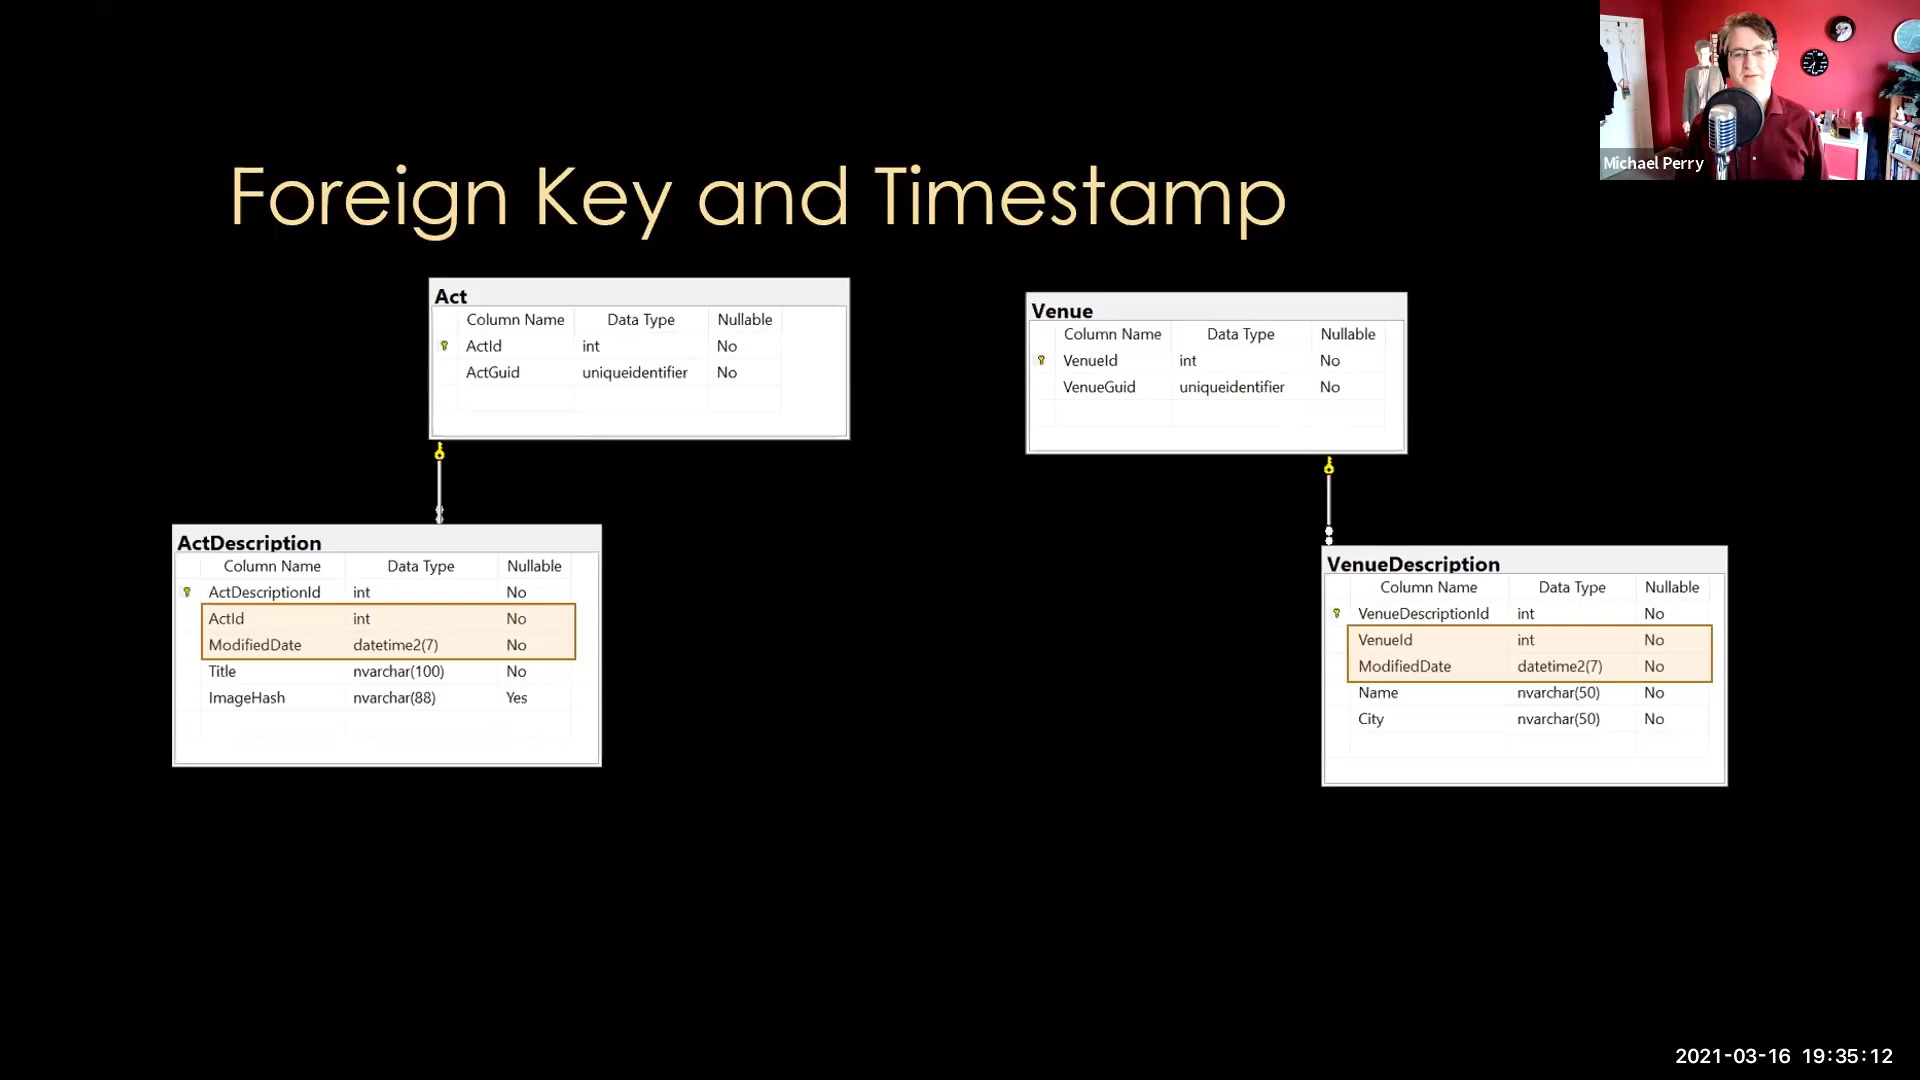 Michael Perry
Foreign Key and Timestamp
Act
Column Name Data Type Nullable
ActId int No
ActGuid uniqueidentifier No
Venue
Column Name Data Type Nullable
VenueId int No
VenueGuid uniqueidentifier No
ActDescription
Column Name Data Type Nullable
ActDescriptionId int No
ActId int No
ModifiedDate datetime2(7) No
Title nvarchar(100) No
ImageHash nvarchar(88) Yes
VenueDescription
Column Name Data Type Nullable
VenueDescriptionId int No
VenueId int No
ModifiedDate datetime2(7) No
Name nvarchar(50) No
City nvarchar(50) No
2021-03-16 19:35:12